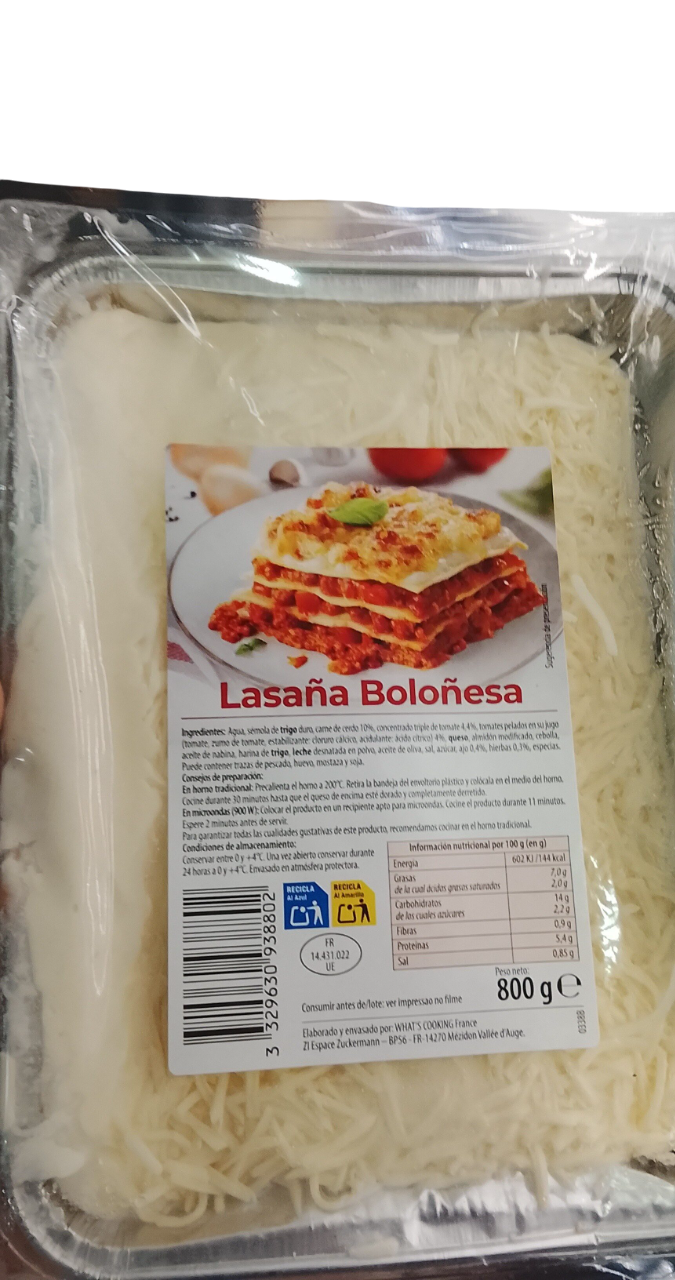 Sugerencia de presentación
Lasaña Boloñesa
Ingredientes: Agua, sémola de trigo duro, carne de cerdo 10%, concentrado triple de tomate 4,4%, tomates pelados en su jugo
(tomate, zumo de tomate, estabilizante: cloruro cálcico, acidulante: ácido cítrico) 4%, queso, almidón modificado, cebolla,
aceite de nabina, harina de trigo, leche desnatada en polvo, aceite de oliva, sal, azúcar, ajo 0,4%, hierbas 0,1%, especias.
Puede contener trazas de pescado, huevo, mostaza y soja.
Consejos de preparación:
En horno tradicional: Precalienta el horno a 200°C. Retira la bandeja del envoltorio plástico y colócala en el medio del horno.
Cocine durante 30 minutos hasta que el queso de encima esté dorado y completamente derretido.
En microondas (900 W): Colocar el producto en un recipiente apto para microondas. Cocine el producto durante 11 minutos.
Espere 2 minutos antes de servir.
Para garantizar todas las cualidades gustativas de este producto, recomendamos cocinar en el horno tradicional.
Condiciones de almacenamiento:
Conservar entre 0 y +4°C. Una vez abierto conservar durante
24 horas a 0 y +4°C. Envasado en atmósfera protectora.
Información nutricional por 100 g (en g)
Energía 602 KJ /144 kcal
Grasas 7,0 g
de la cual ácidos grasos saturados 2,0 g
Carbohidratos 14 g
de los cuales azúcares 2,2 g
Fibras 0,9 g
Proteínas 5,4 g
Sal 0,85 g
RECICLA
Al Azul
RECICLA
Al Amarillo
FR
14.431.022
UE
3 329630 938802
Peso neto:
800 g e
Consumir antes de/lote: ver impressao no filme
Elaborado y envasado por: WHAT'S COOKING France
ZI Espace Zuckermann – BP56 - FR-14270 Mézidon Vallée d'Auge.
03388